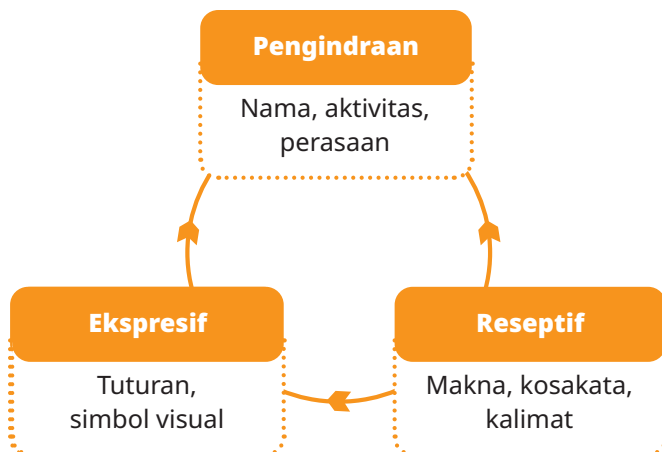 Pengindraan
Nama, aktivitas,
perasaan
Ekspresif
Tuturan,
simbol visual
Reseptif
Makna, kosakata,
kalimat